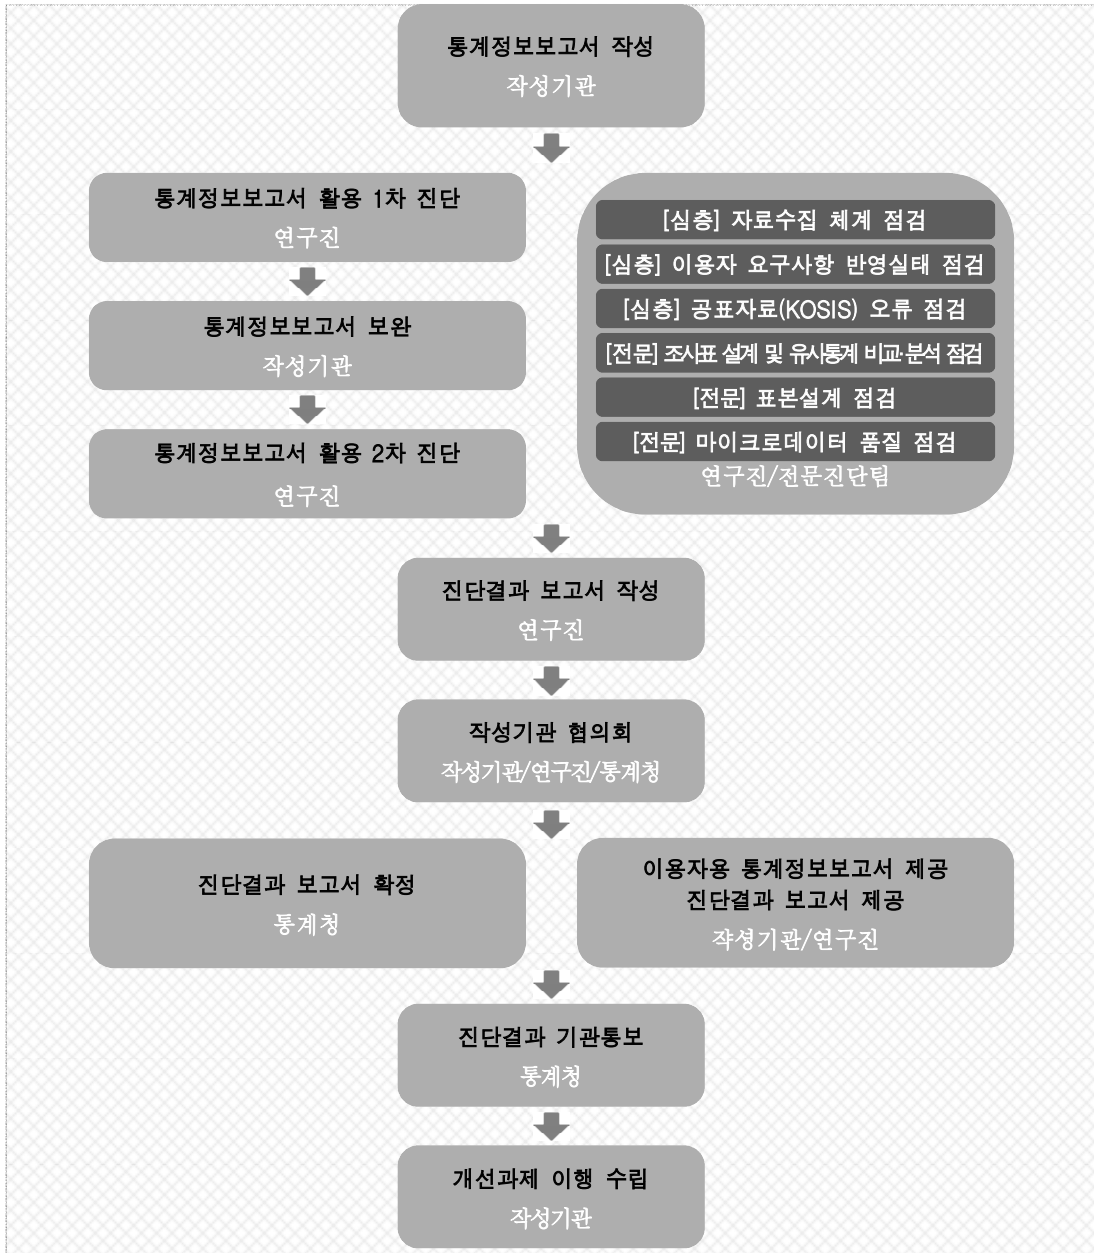 통계정보보고서 작성
작성기관
통계정보보고서 활용 1차 진단
연구진
통계정보보고서 보완
작성기관
통계정보보고서 활용 2차 진단
연구진
[심층] 자료수집 체계 점검
[심층] 이용자 요구사항 반영실태 점검
[심층] 공표자료(KOSIS) 오류 점검
[전문] 조사표 설계 및 유사통계 비교·분석 점검
[전문] 표본설계 점검
[전문] 마이크로데이터 품질 점검
연구진/전문진단팀
진단결과 보고서 작성
연구진
작성기관 협의회
작성기관/연구진/통계청
진단결과 보고서 확정
통계청
이용자용 통계정보보고서 제공
진단결과 보고서 제공
작성기관/연구진
진단결과 기관통보
통계청
개선과제 이행 수립
작성기관